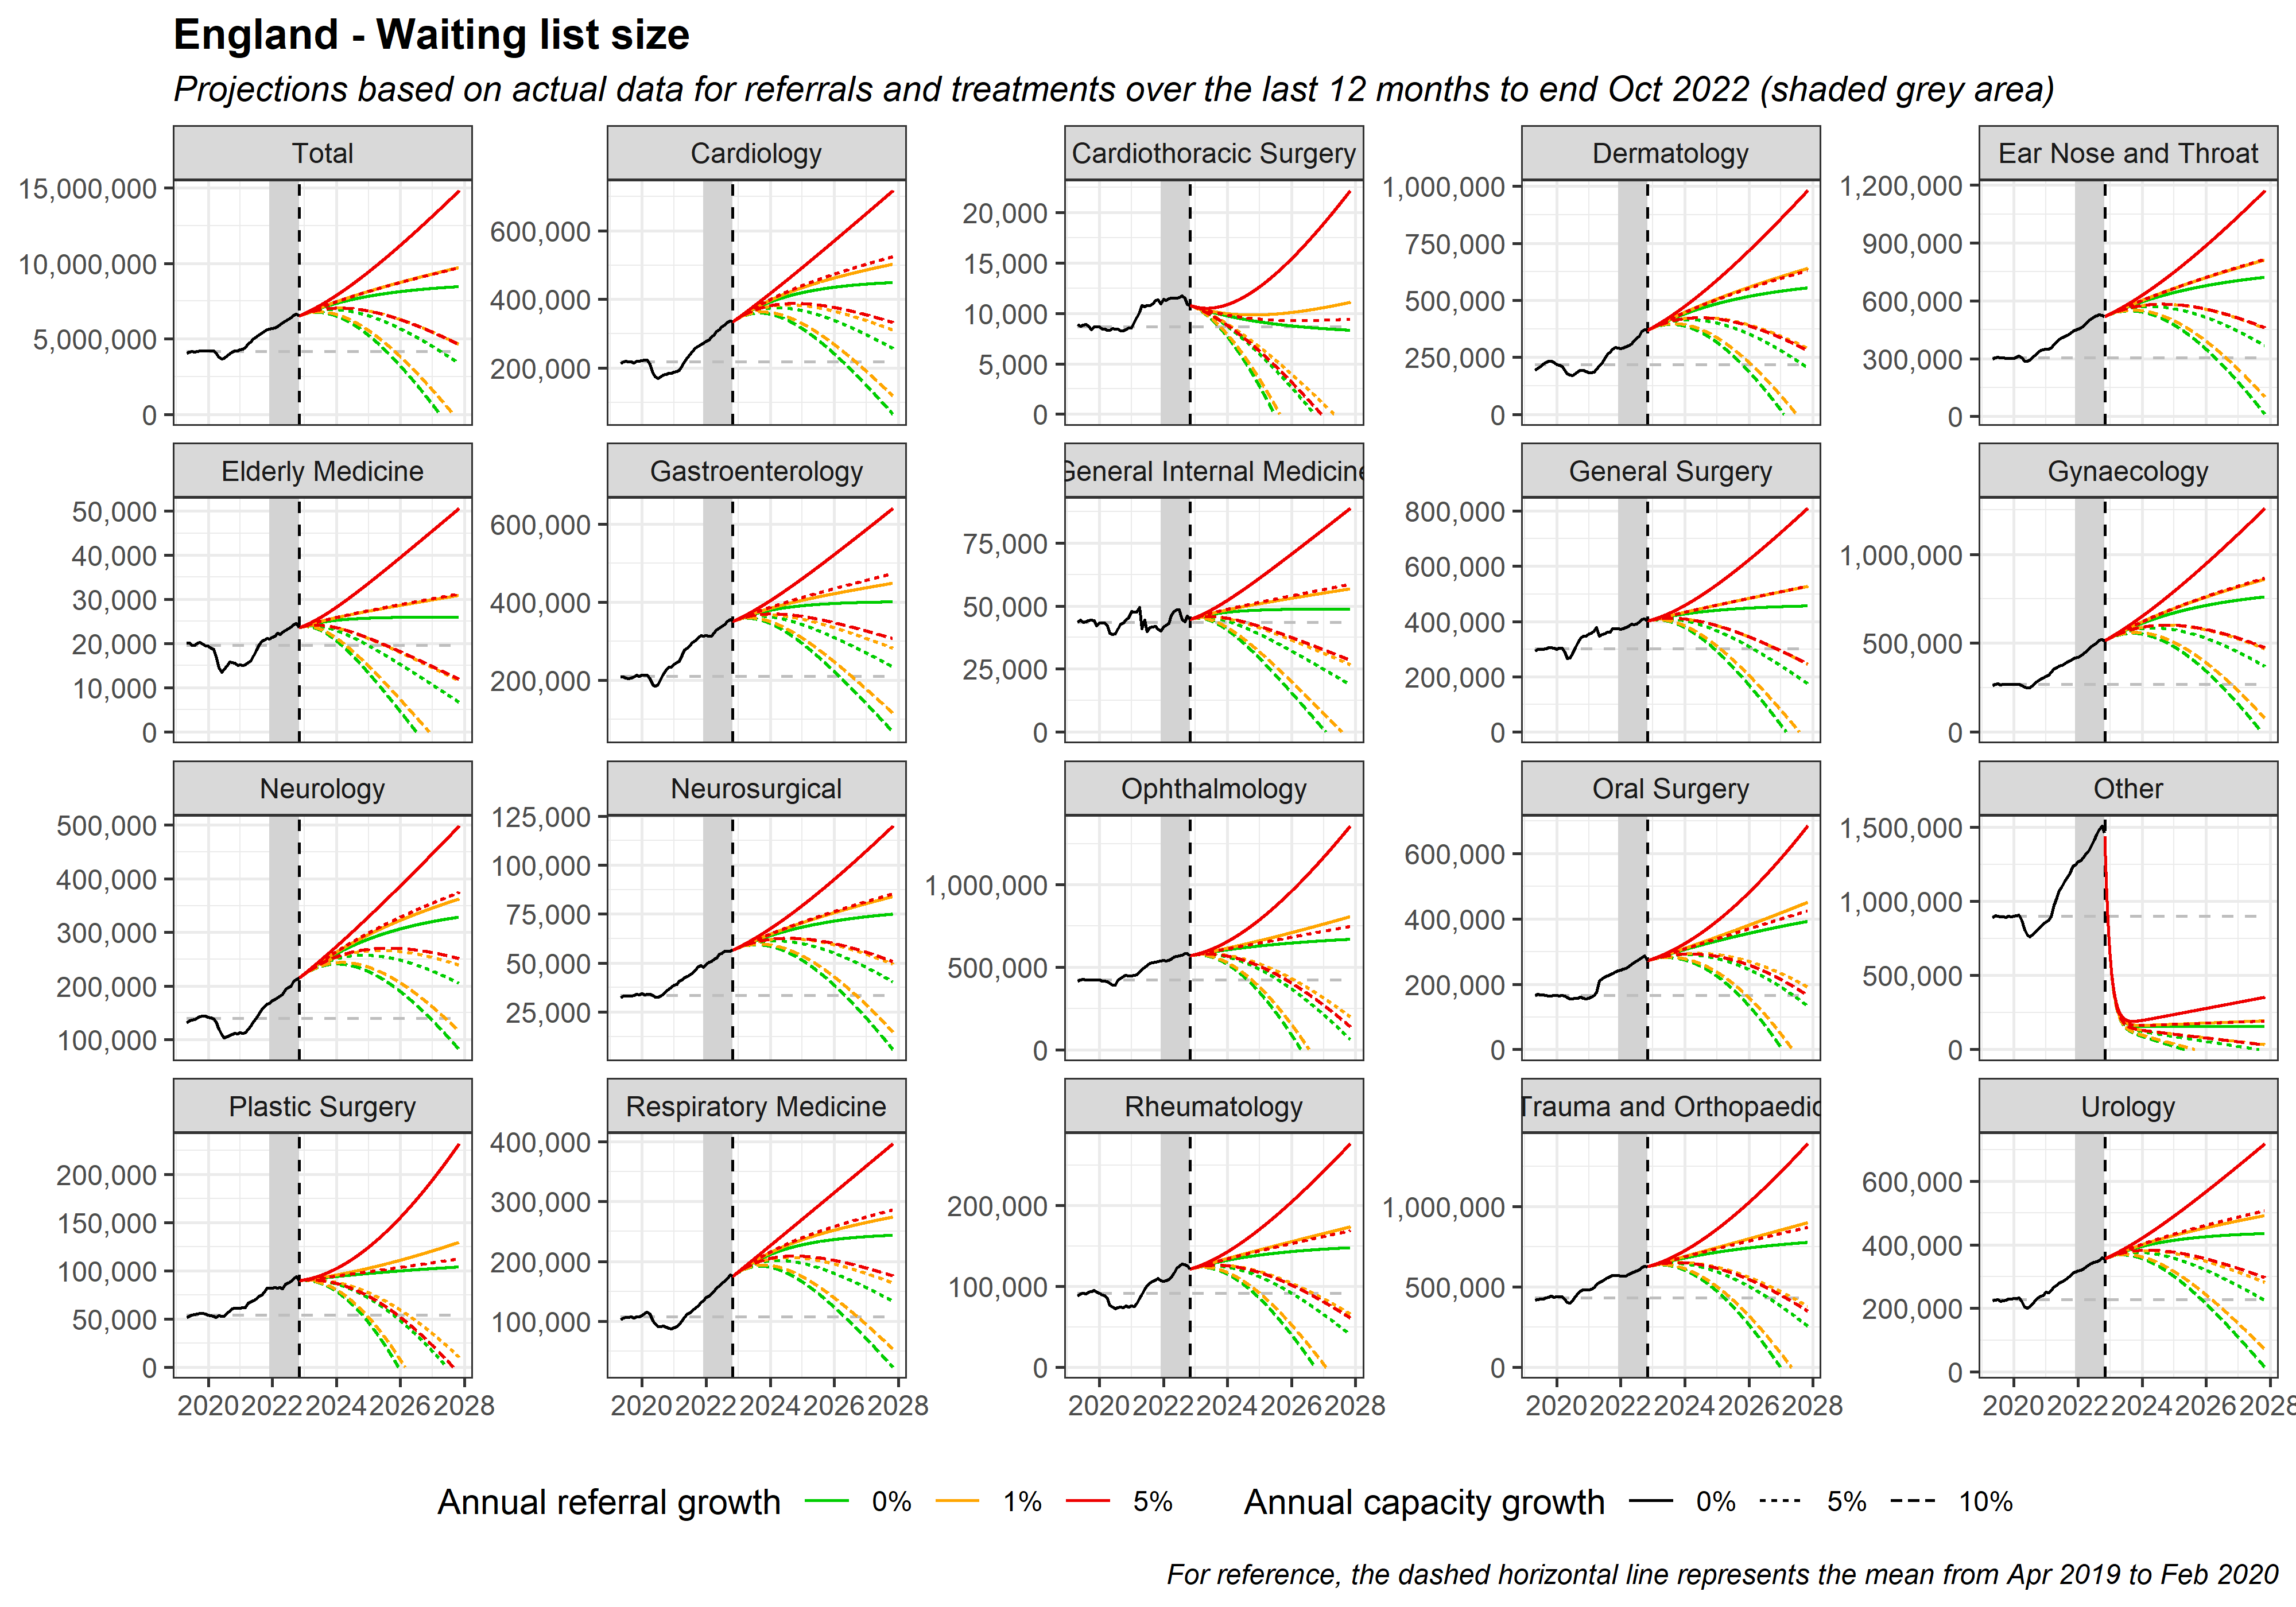 England - Waiting list size
Projections based on actual data for referrals and treatments over the last 12 months to end Oct 2022 (shaded grey area)
Total
15,000,000
10,000,000
5,000,000
0
Cardiology
600,000
400,000
200,000
Cardiothoracic Surgery
20,000
15,000
10,000
5,000
0
Dermatology
1,000,000
750,000
500,000
250,000
0
Ear Nose and Throat
1,200,000
900,000
600,000
300,000
0
Elderly Medicine
50,000
40,000
30,000
20,000
10,000
0
Gastroenterology
600,000
400,000
200,000
General Internal Medicine
75,000
50,000
25,000
0
General Surgery
800,000
600,000
400,000
200,000
0
Gynaecology
1,000,000
500,000
0
Neurology
500,000
400,000
300,000
200,000
100,000
Neurosurgical
125,000
100,000
75,000
50,000
25,000
Ophthalmology
1,000,000
500,000
0
Oral Surgery
600,000
400,000
200,000
0
Other
1,500,000
1,000,000
500,000
0
Plastic Surgery
200,000
150,000
100,000
50,000
0
2020 2022 2024 2026 2028
Respiratory Medicine
400,000
300,000
200,000
100,000
2020 2022 2024 2026 2028
Rheumatology
200,000
100,000
0
2020 2022 2024 2026 2028
Trauma and Orthopaedic
1,000,000
500,000
0
2020 2022 2024 2026 2028
Urology
600,000
400,000
200,000
0
2020 2022 2024 2026 2028
Annual referral growth 0% 1% 5% Annual capacity growth 0% 5% 10%
For reference, the dashed horizontal line represents the mean from Apr 2019 to Feb 2020